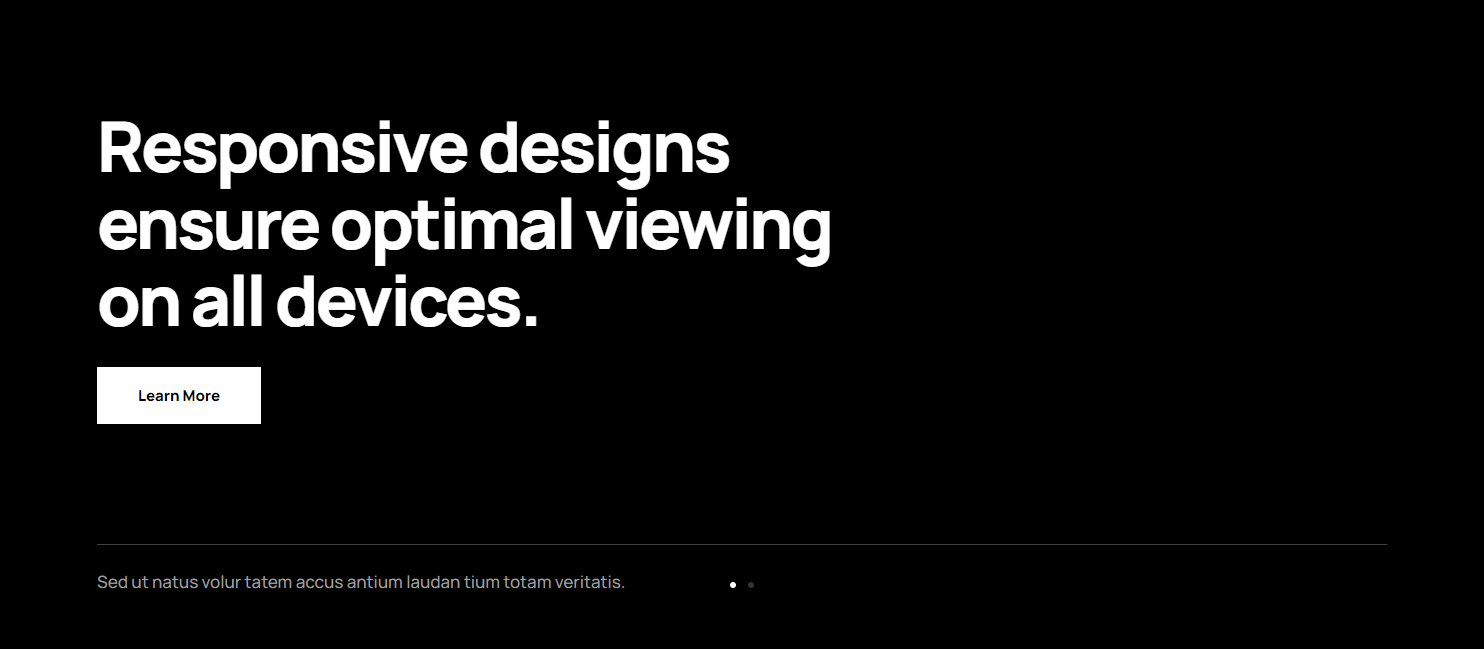 Responsive designs
ensure optimal viewing
on all devices.
Learn More
Sed ut natus volur tatem accus antium laudan tium totam veritatis.